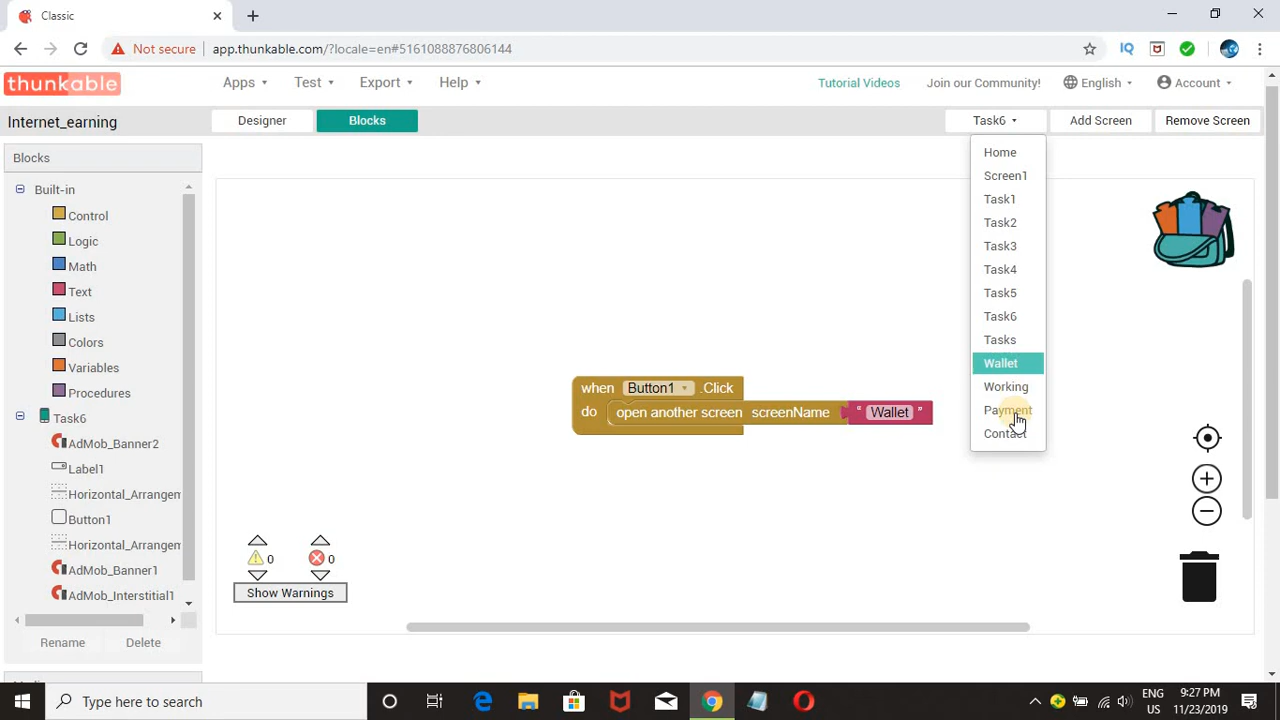 Classic
Not secure
app.thunkable.com/?locale=en#5161088876806144
thunkable
Apps
Test
Export
Help
Tutorial Videos
Join our Community!
English
Account
Internet_earning
Designer
Blocks
Task6
Add Screen
Remove Screen
Blocks
Built-in
Control
Logic
Math
Text
Lists
Colors
Variables
Procedures
Task6
AdMob_Banner2
Label1
Horizontal_Arrangem
Button1
Horizontal_Arrangem
AdMob_Banner1
AdMob_Interstitial1
Rename
Delete
Home
Screen1
Task1
Task2
Task3
Task4
Task5
Task6
Tasks
Wallet
Working
Payment
Contact
when Button1 .Click
do open another screen screenName " Wallet "
0
0
Show Warnings
Type here to search
ENG
US
9:27 PM
11/23/2019